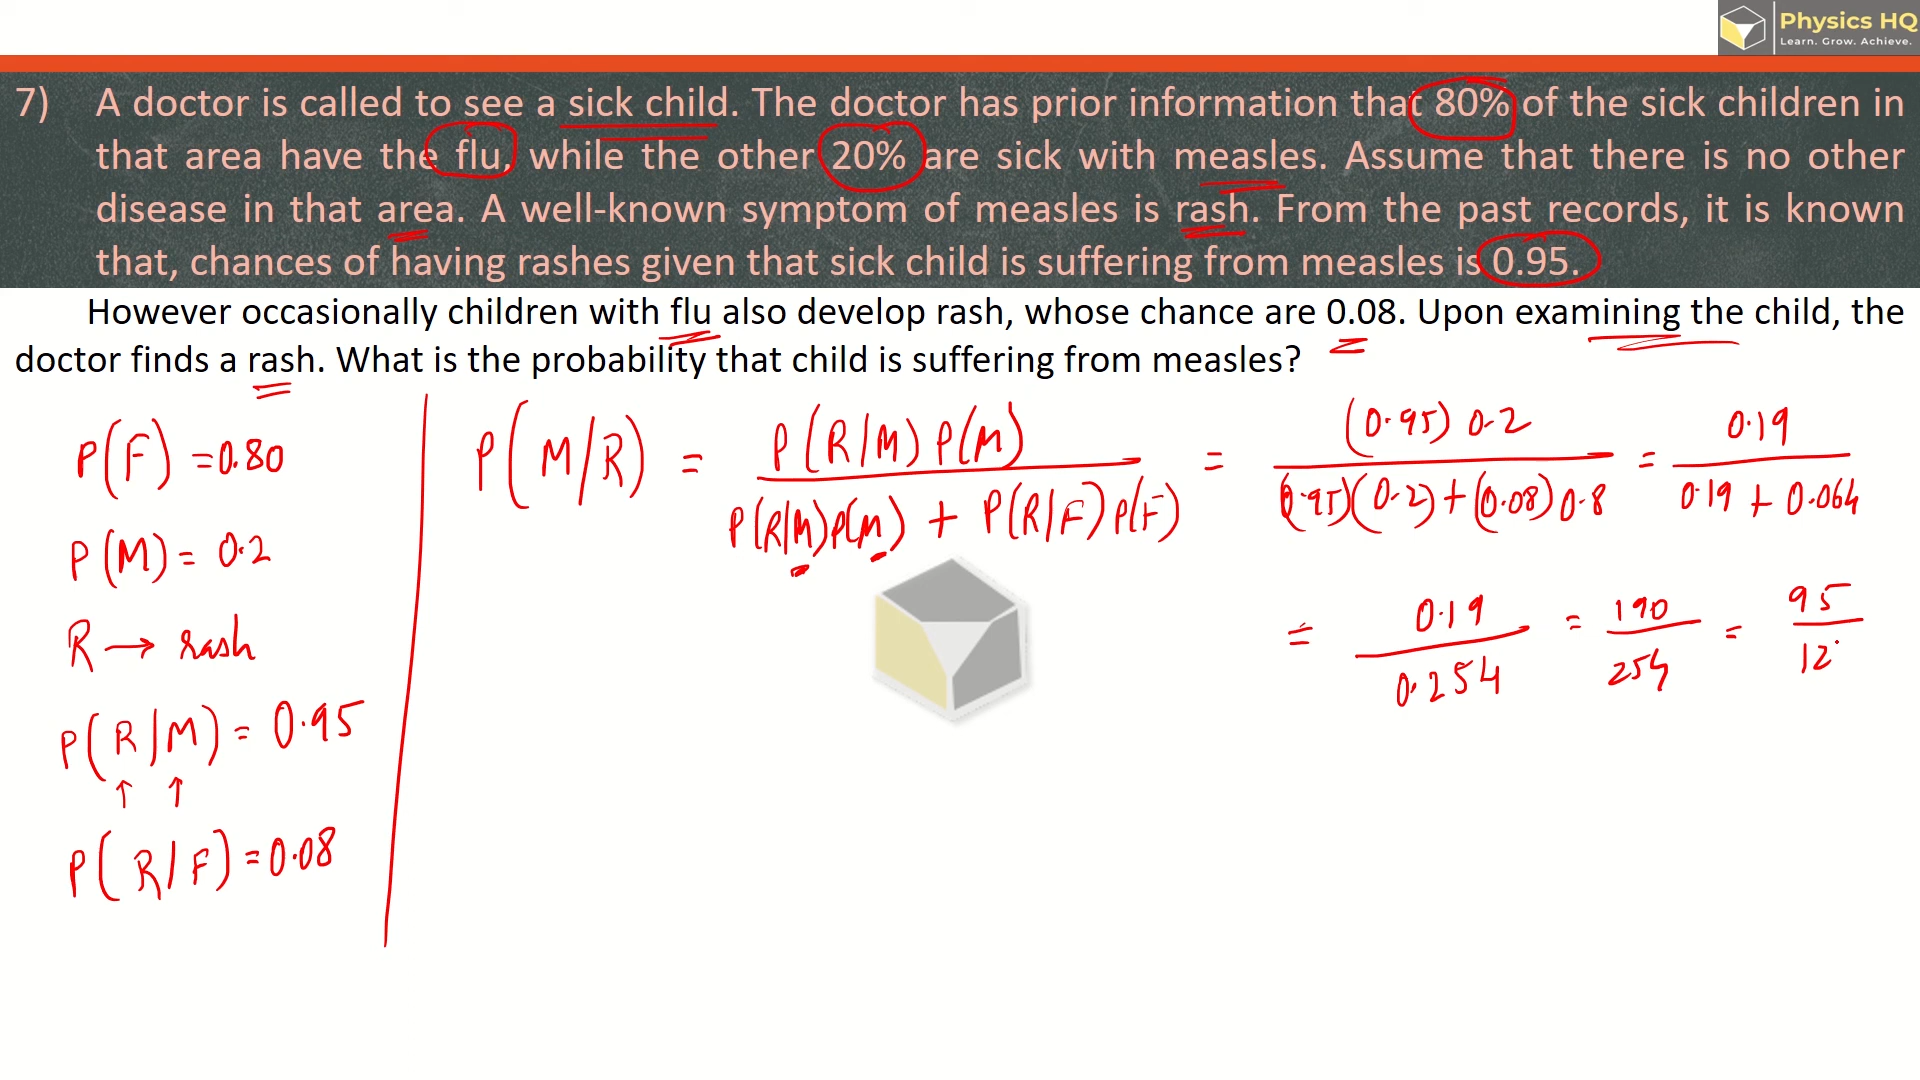 Physics HQ
Learn. Grow. Achieve.
7) A doctor is called to see a sick child. The doctor has prior information that 80% of the sick children in
that area have the flu, while the other 20% are sick with measles. Assume that there is no other
disease in that area. A well-known symptom of measles is rash. From the past records, it is known
that, chances of having rashes given that sick child is suffering from measles is 0.95.
However occasionally children with flu also develop rash, whose chance are 0.08. Upon examining the child, the
doctor finds a rash. What is the probability that child is suffering from measles?
P(F) = 0.80
P(M) = 0.2
R → rash
P(R|M) = 0.95
↑ ↑
P(R/F) = 0.08
P(M/R) = P(R/M) P(M) / P(R/M)P(M) + P(R/F)P(F) = (0.95) 0.2 / (0.95)(0.2)+(0.08)0.8 = 0.19 / 0.19 + 0.064
= 0.19 / 0.254 = 190 / 254 = 95 / 12